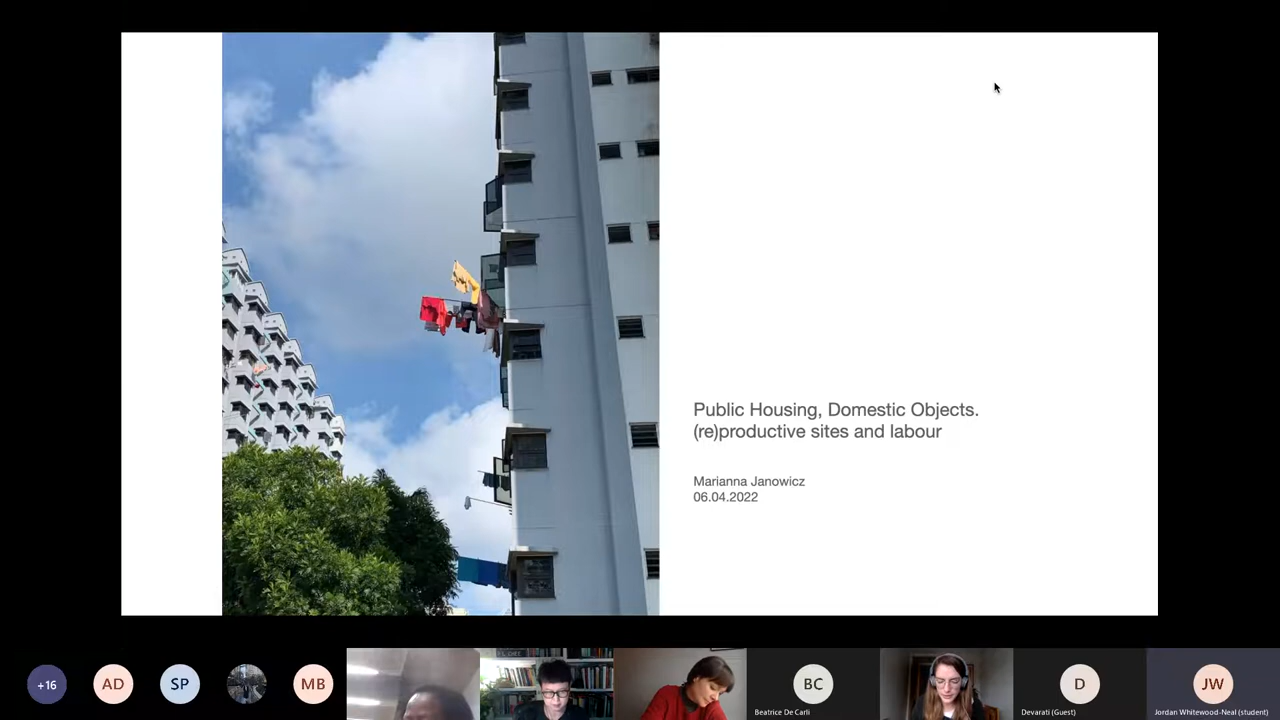 Public Housing, Domestic Objects.
(re)productive sites and labour
Marianna Janowicz
06.04.2022
+16
AD
SP
MB
BC
Beatrice De Carli
D
Devarati (Guest)
JW
Jordan Whitewood-Neal (student)